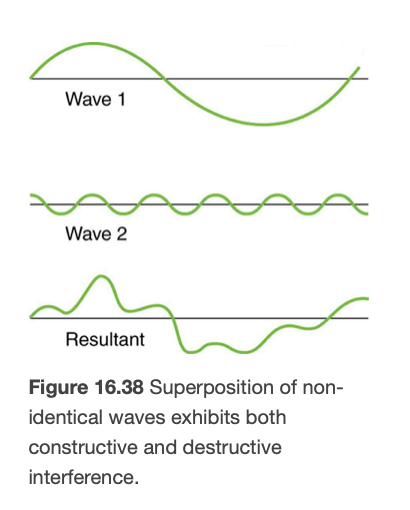 Wave 1
Wave 2
Resultant
Figure 16.38 Superposition of non-
identical waves exhibits both
constructive and destructive
interference.